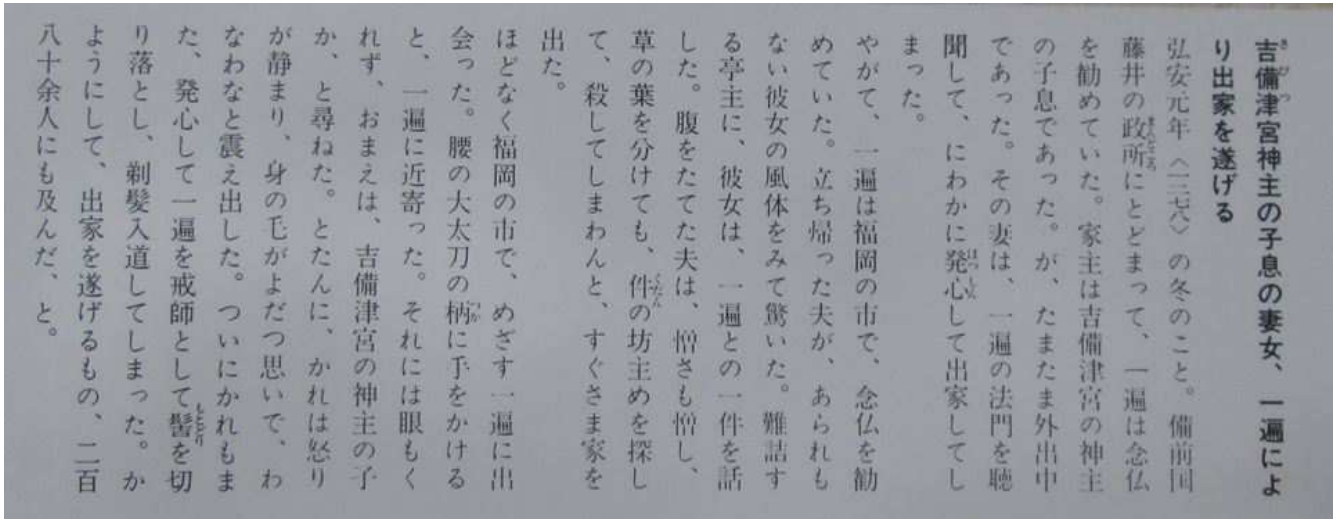 吉備津宮神主の子息の妻女、一遍によ
り出家を遂げる
弘安元年〈一二七八〉の冬のこと。備前国
藤井の政所にとどまって、一遍は念仏
を勧めていた。家主は吉備津宮の神主
の子息であった。が、たまたま外出中
であった。その妻は、一遍の法門を聴
聞して、にわかに発心して出家してし
まった。
やがて、一遍は福岡の市で、念仏を勧
めていた。立ち帰った夫が、あられも
ない彼女の風体をみて驚いた。難詰す
る亭主に、彼女は、一遍との一件を話
した。腹をたてた夫は、憎さも憎し、
草の葉を分けても、件の坊主めを探し
て、殺してしまわんと、すぐさま家を
出た。
ほどなく福岡の市で、めざす一遍に出
会った。腰の大太刀の柄に手をかける
と、一遍に近寄った。それには眼もく
れず、おまえは、吉備津宮の神主の子
か、と尋ねた。とたんに、かれは怒り
が静まり、身の毛がよだつ思いで、わ
なわなと震え出した。ついにかれもま
た、発心して一遍を戒師として髻を切
り落とし、剃髪入道してしまった。か
ようにして、出家を遂げるもの、二百
八十余人にも及んだ、と。